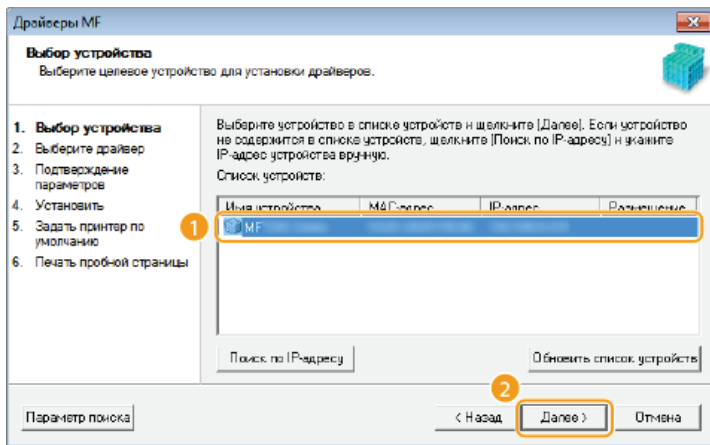 Драйверы MF
Выбор устройства
Выберите целевое устройство для установки драйверов.
1. Выбор устройства
2. Выберите драйвер
3. Подтверждение
параметров
4. Установить
5. Задать принтер по
умолчанию
6. Печать пробной страницы
Выберите устройство в списке устройств и щелкните [Далее]. Если устройство
не содержится в списке устройств, щелкните [Поиск по IP-адресу] и укажите
IP-адрес устройства вручную.
Список устройств:
Имя устройства MAC-адрес IP-адрес Размещение
1 MF
Поиск по IP-адресу Обновить список устройств
2
Параметр поиска < Назад Далее > Отмена